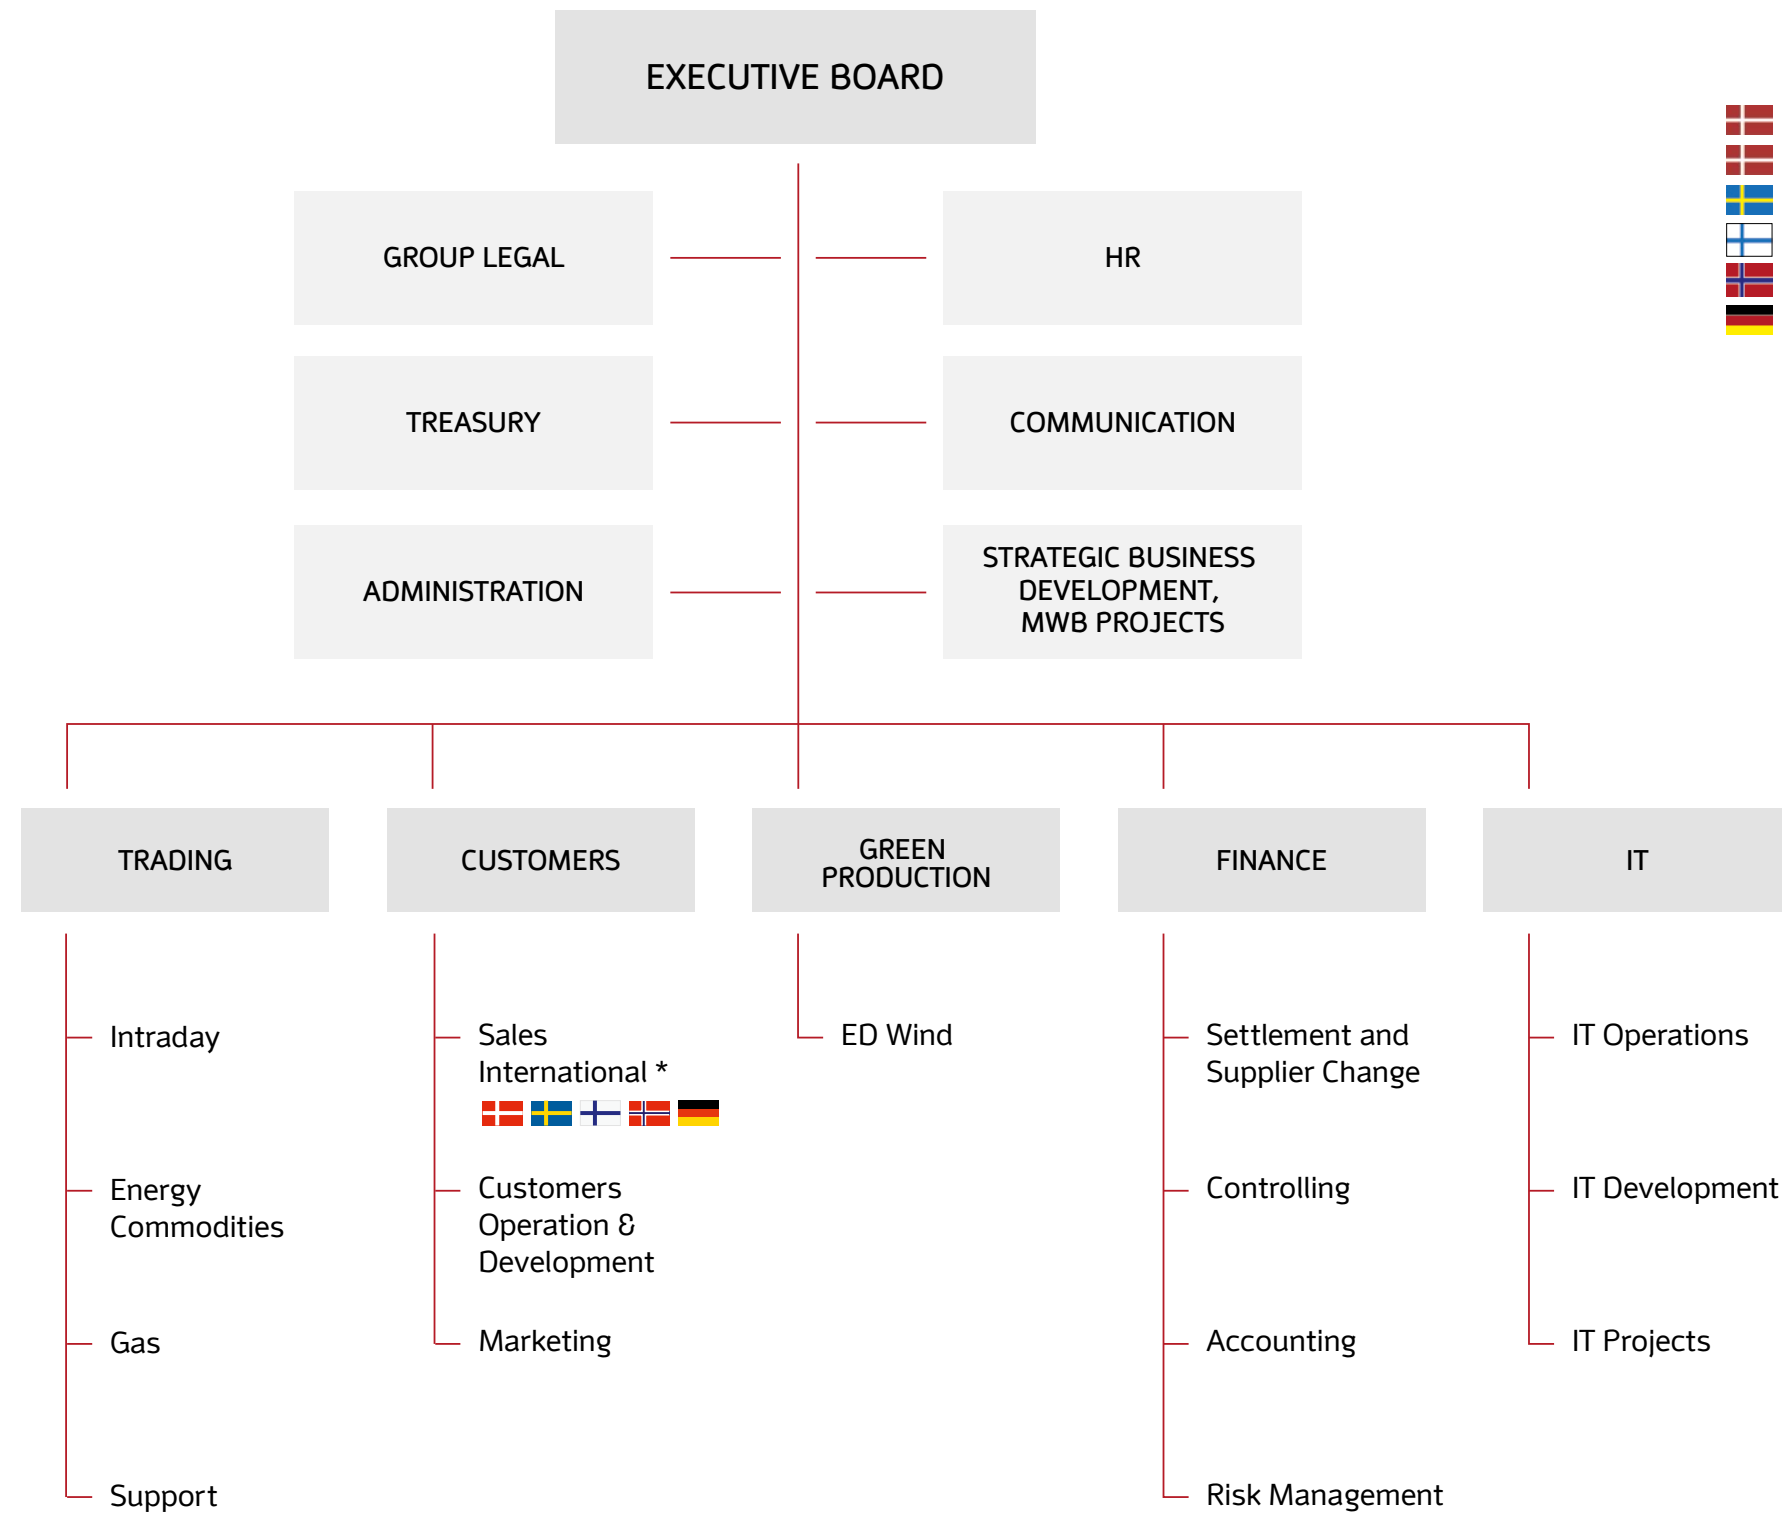 EXECUTIVE BOARD
GROUP LEGAL
HR
TREASURY
COMMUNICATION
ADMINISTRATION
STRATEGIC BUSINESS
DEVELOPMENT,
MWB PROJECTS
TRADING
Intraday
Energy
Commodities
Gas
Support
CUSTOMERS
Sales
International *
Customers
Operation &
Development
Marketing
GREEN
PRODUCTION
ED Wind
FINANCE
Settlement and
Supplier Change
Controlling
Accounting
Risk Management
IT
IT Operations
IT Development
IT Projects